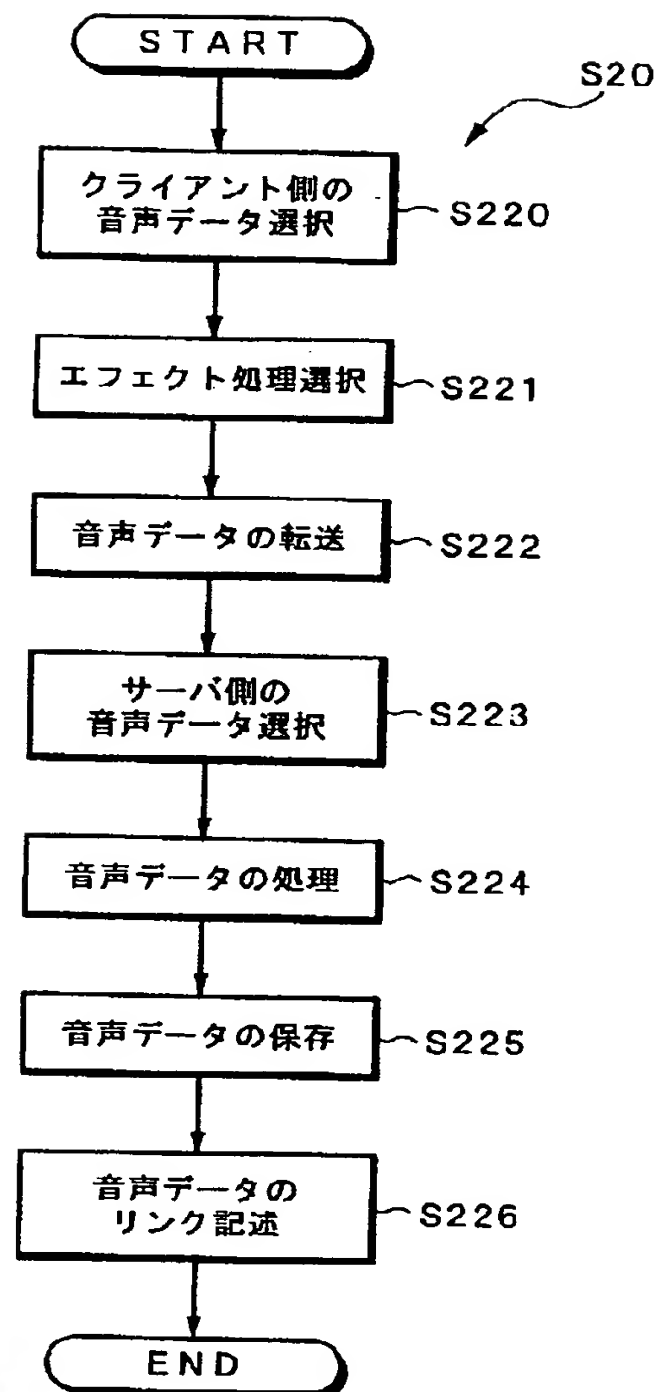 START
S20
クライアント側の
音声データ選択
S220
エフェクト処理選択
S221
音声データの転送
S222
サーバ側の
音声データ選択
S223
音声データの処理
S224
音声データの保存
S225
音声データの
リンク記述
S226
END